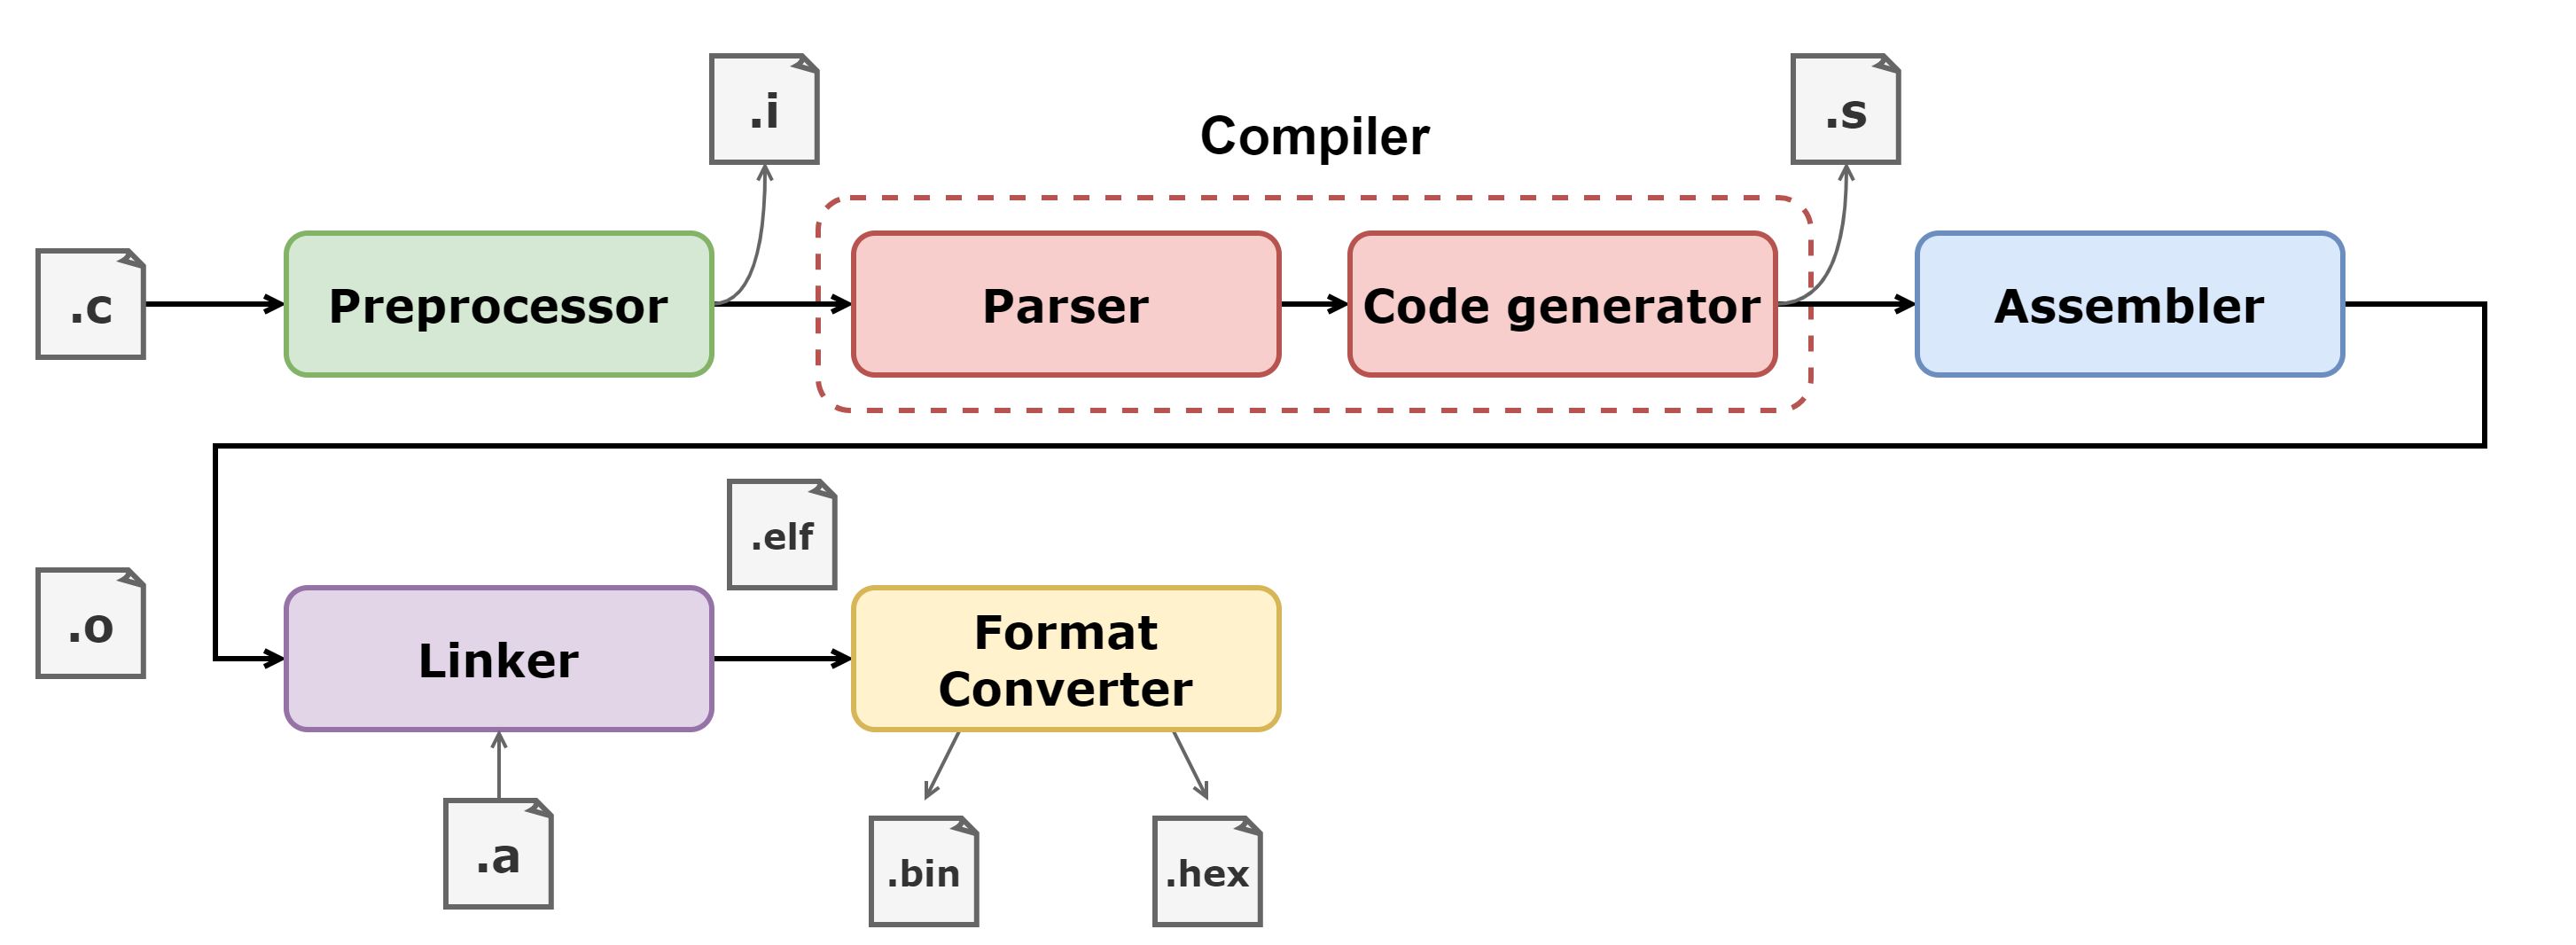 .i
.s
Compiler
.c
Preprocessor
Parser
Code generator
Assembler
.elf
.o
Linker
Format
Converter
.a
.bin
.hex